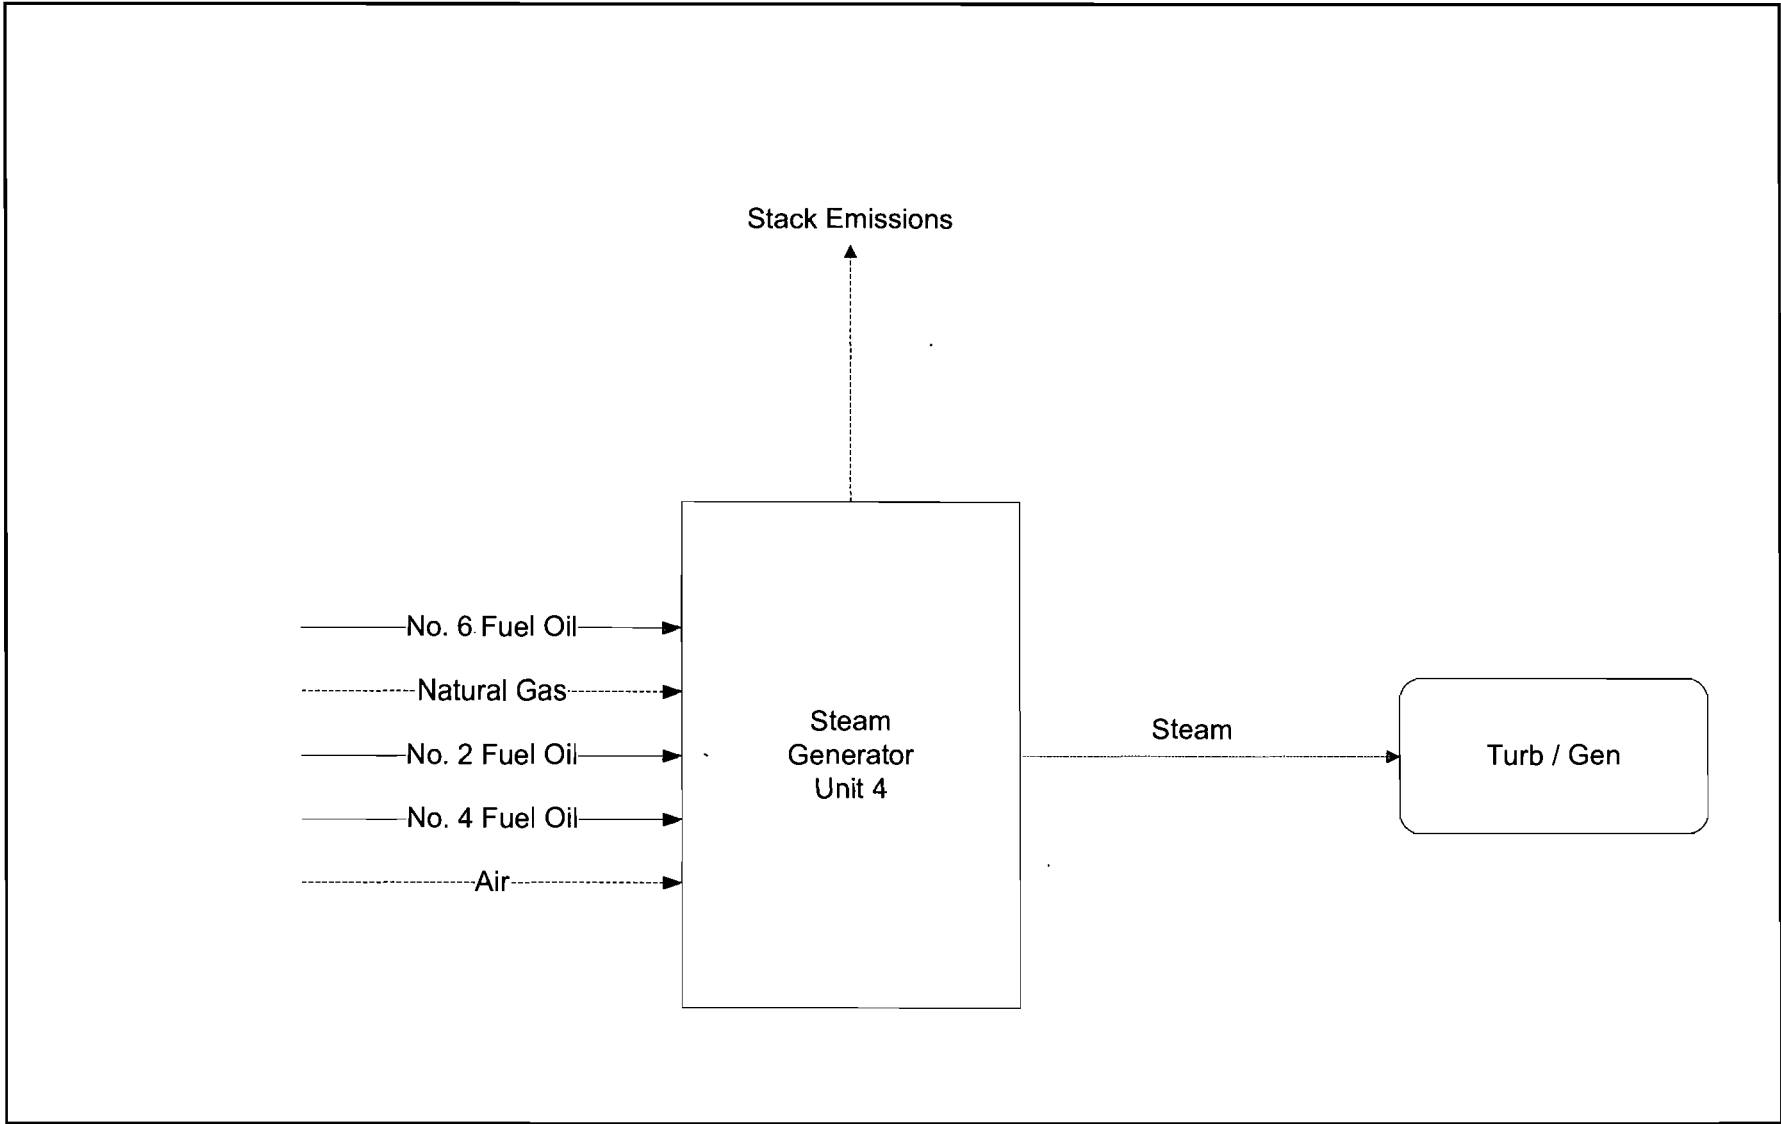 Stack Emissions
No. 6 Fuel Oil
Natural Gas
No. 2 Fuel Oil
No. 4 Fuel Oil
Air
Steam
Generator
Unit 4
Steam
Turb / Gen